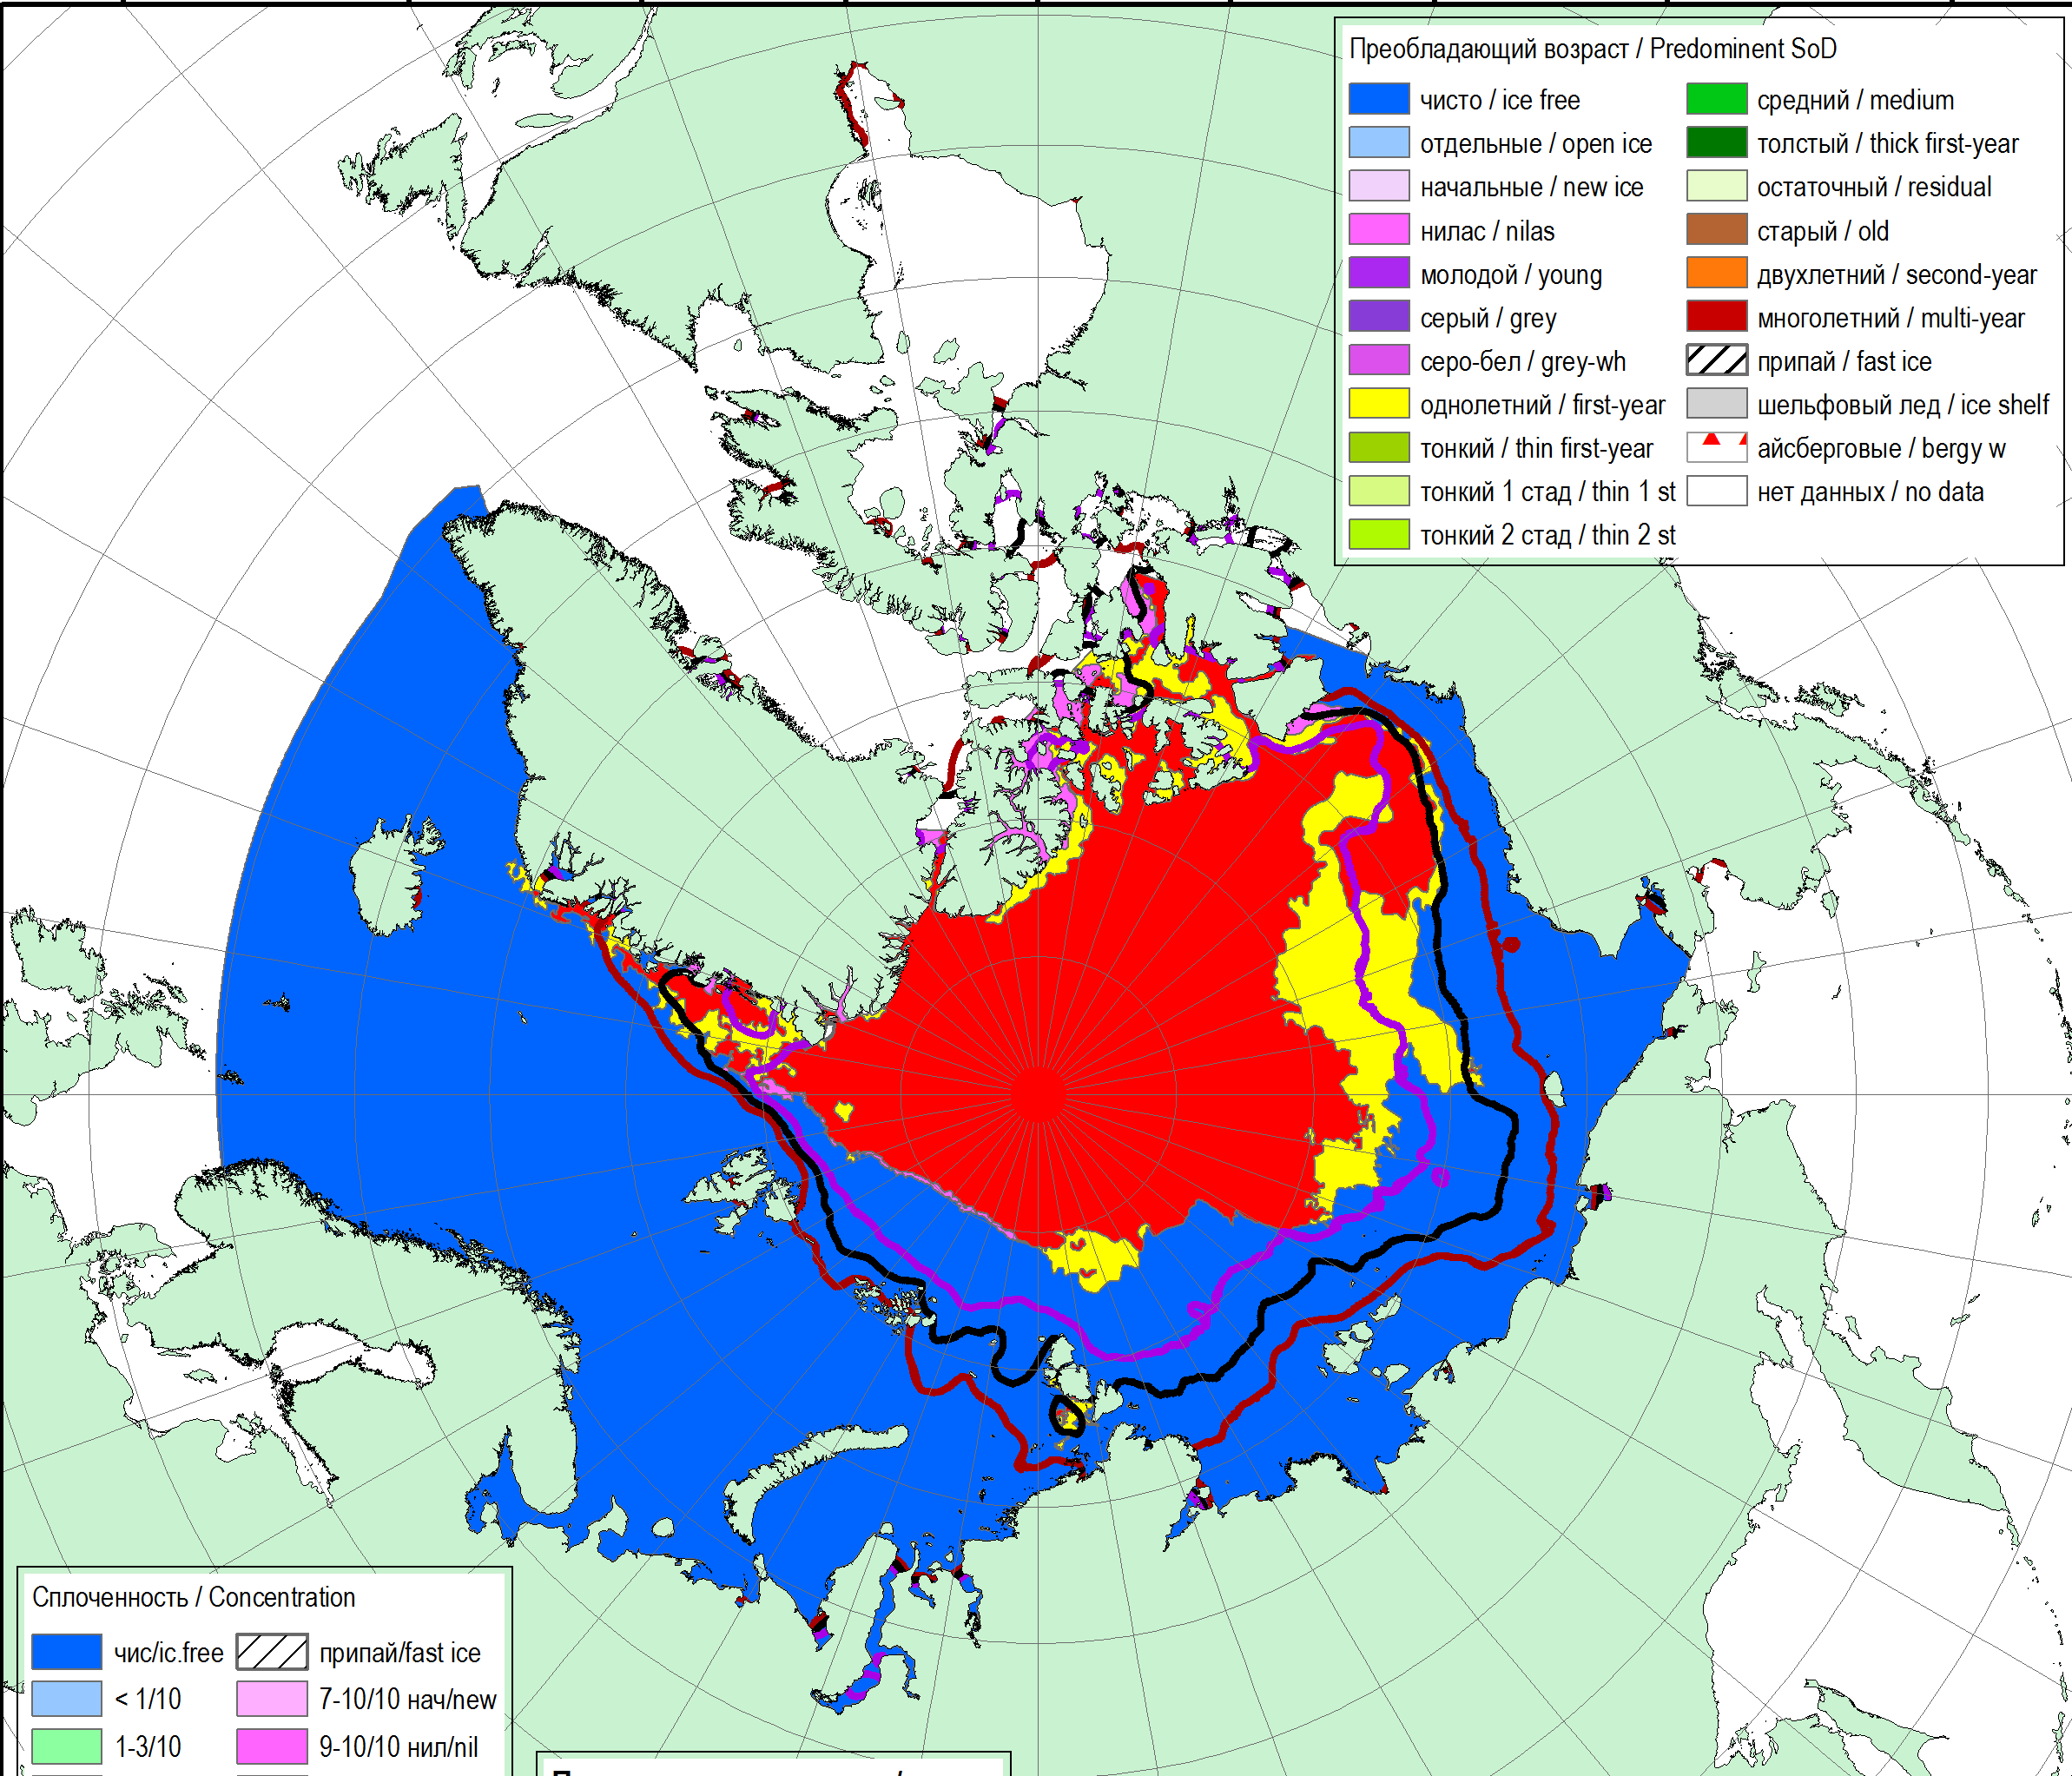 Преобладающий возраст / Predominent SoD
чисто / ice free
отдельные / open ice
начальные / new ice
нилас / nilas
молодой / young
серый / grey
серо-бел / grey-wh
однолетний / first-year
тонкий / thin first-year
тонкий 1 стад / thin 1 st
тонкий 2 стад / thin 2 st
средний / medium
толстый / thick first-year
остаточный / residual
старый / old
двухлетний / second-year
многолетний / multi-year
припай / fast ice
шельфовый лед / ice shelf
айсберговые / bergy w
нет данных / no data
Сплоченность / Concentration
чис/ic.free
< 1/10
1-3/10
припай/fast ice
7-10/10 нач/new
9-10/10 нил/nil